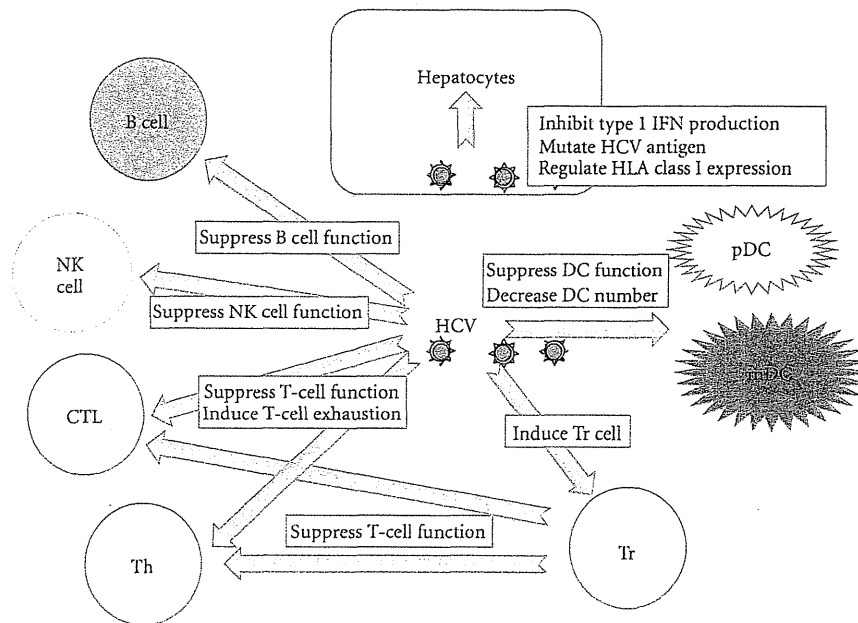 Hepatocytes
B cell
Inhibit type 1 IFN production
Mutate HCV antigen
Regulate HLA class I expression
Suppress B cell function
pDC
NK
cell
Suppress DC function
Decrease DC number
Suppress NK cell function
HCV
mDC
Suppress T-cell function
Induce T-cell exhaustion
CTL
Induce Tr cell
Suppress T-cell function
Th
Tr